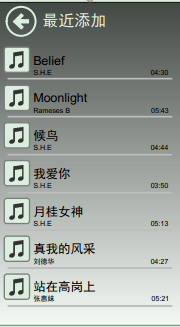 最近添加
Belief
S.H.E 04:30
Moonlight
Rameses B 05:43
候鸟
S.H.E 04:44
我爱你
S.H.E 03:50
月桂女神
S.H.E 05:13
真我的风采
刘德华 04:27
站在高岗上
张惠妹 05:21